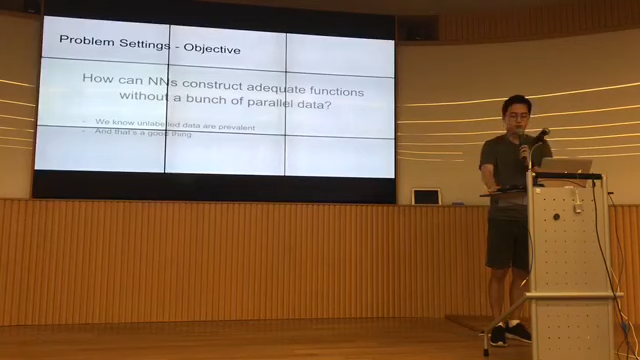 Problem Settings - Objective
How can NNs construct adequate functions
without a bunch of parallel data?
- We know unlabelled data are prevalent
- And that's a good thing